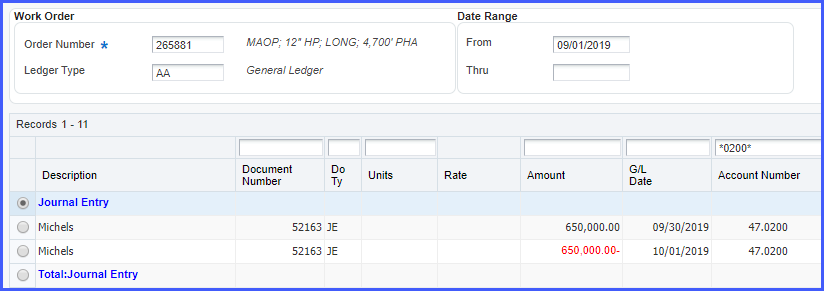 Work Order
Date Range
Order Number * 265881 MAOP; 12" HP; LONG; 4,700' PHA
From 09/01/2019
Ledger Type AA General Ledger
Thru
Records 1 - 11
*0200*
Description Document Number Do Ty Units Rate Amount G/L Date Account Number
Journal Entry
Michels 52163 JE 650,000.00 09/30/2019 47.0200
Michels 52163 JE 650,000.00- 10/01/2019 47.0200
Total:Journal Entry